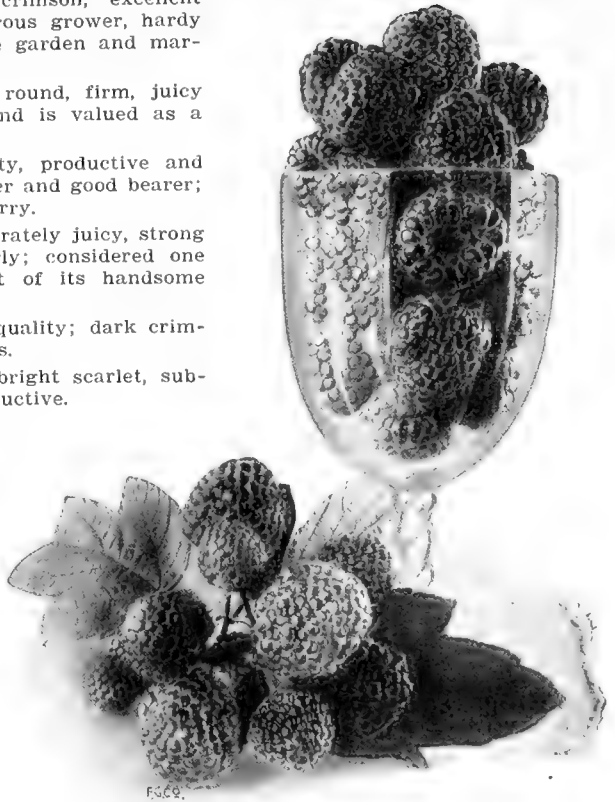 crimson, excellent
rous grower, hardy
e garden and mar-
round, firm, juicy
nd is valued as a
ty, productive and
er and good bearer;
rry.
rately juicy, strong
ly; considered one
t of its handsome
quality; dark crim-
s.
bright scarlet, sub-
uctive.
F.G.CO.